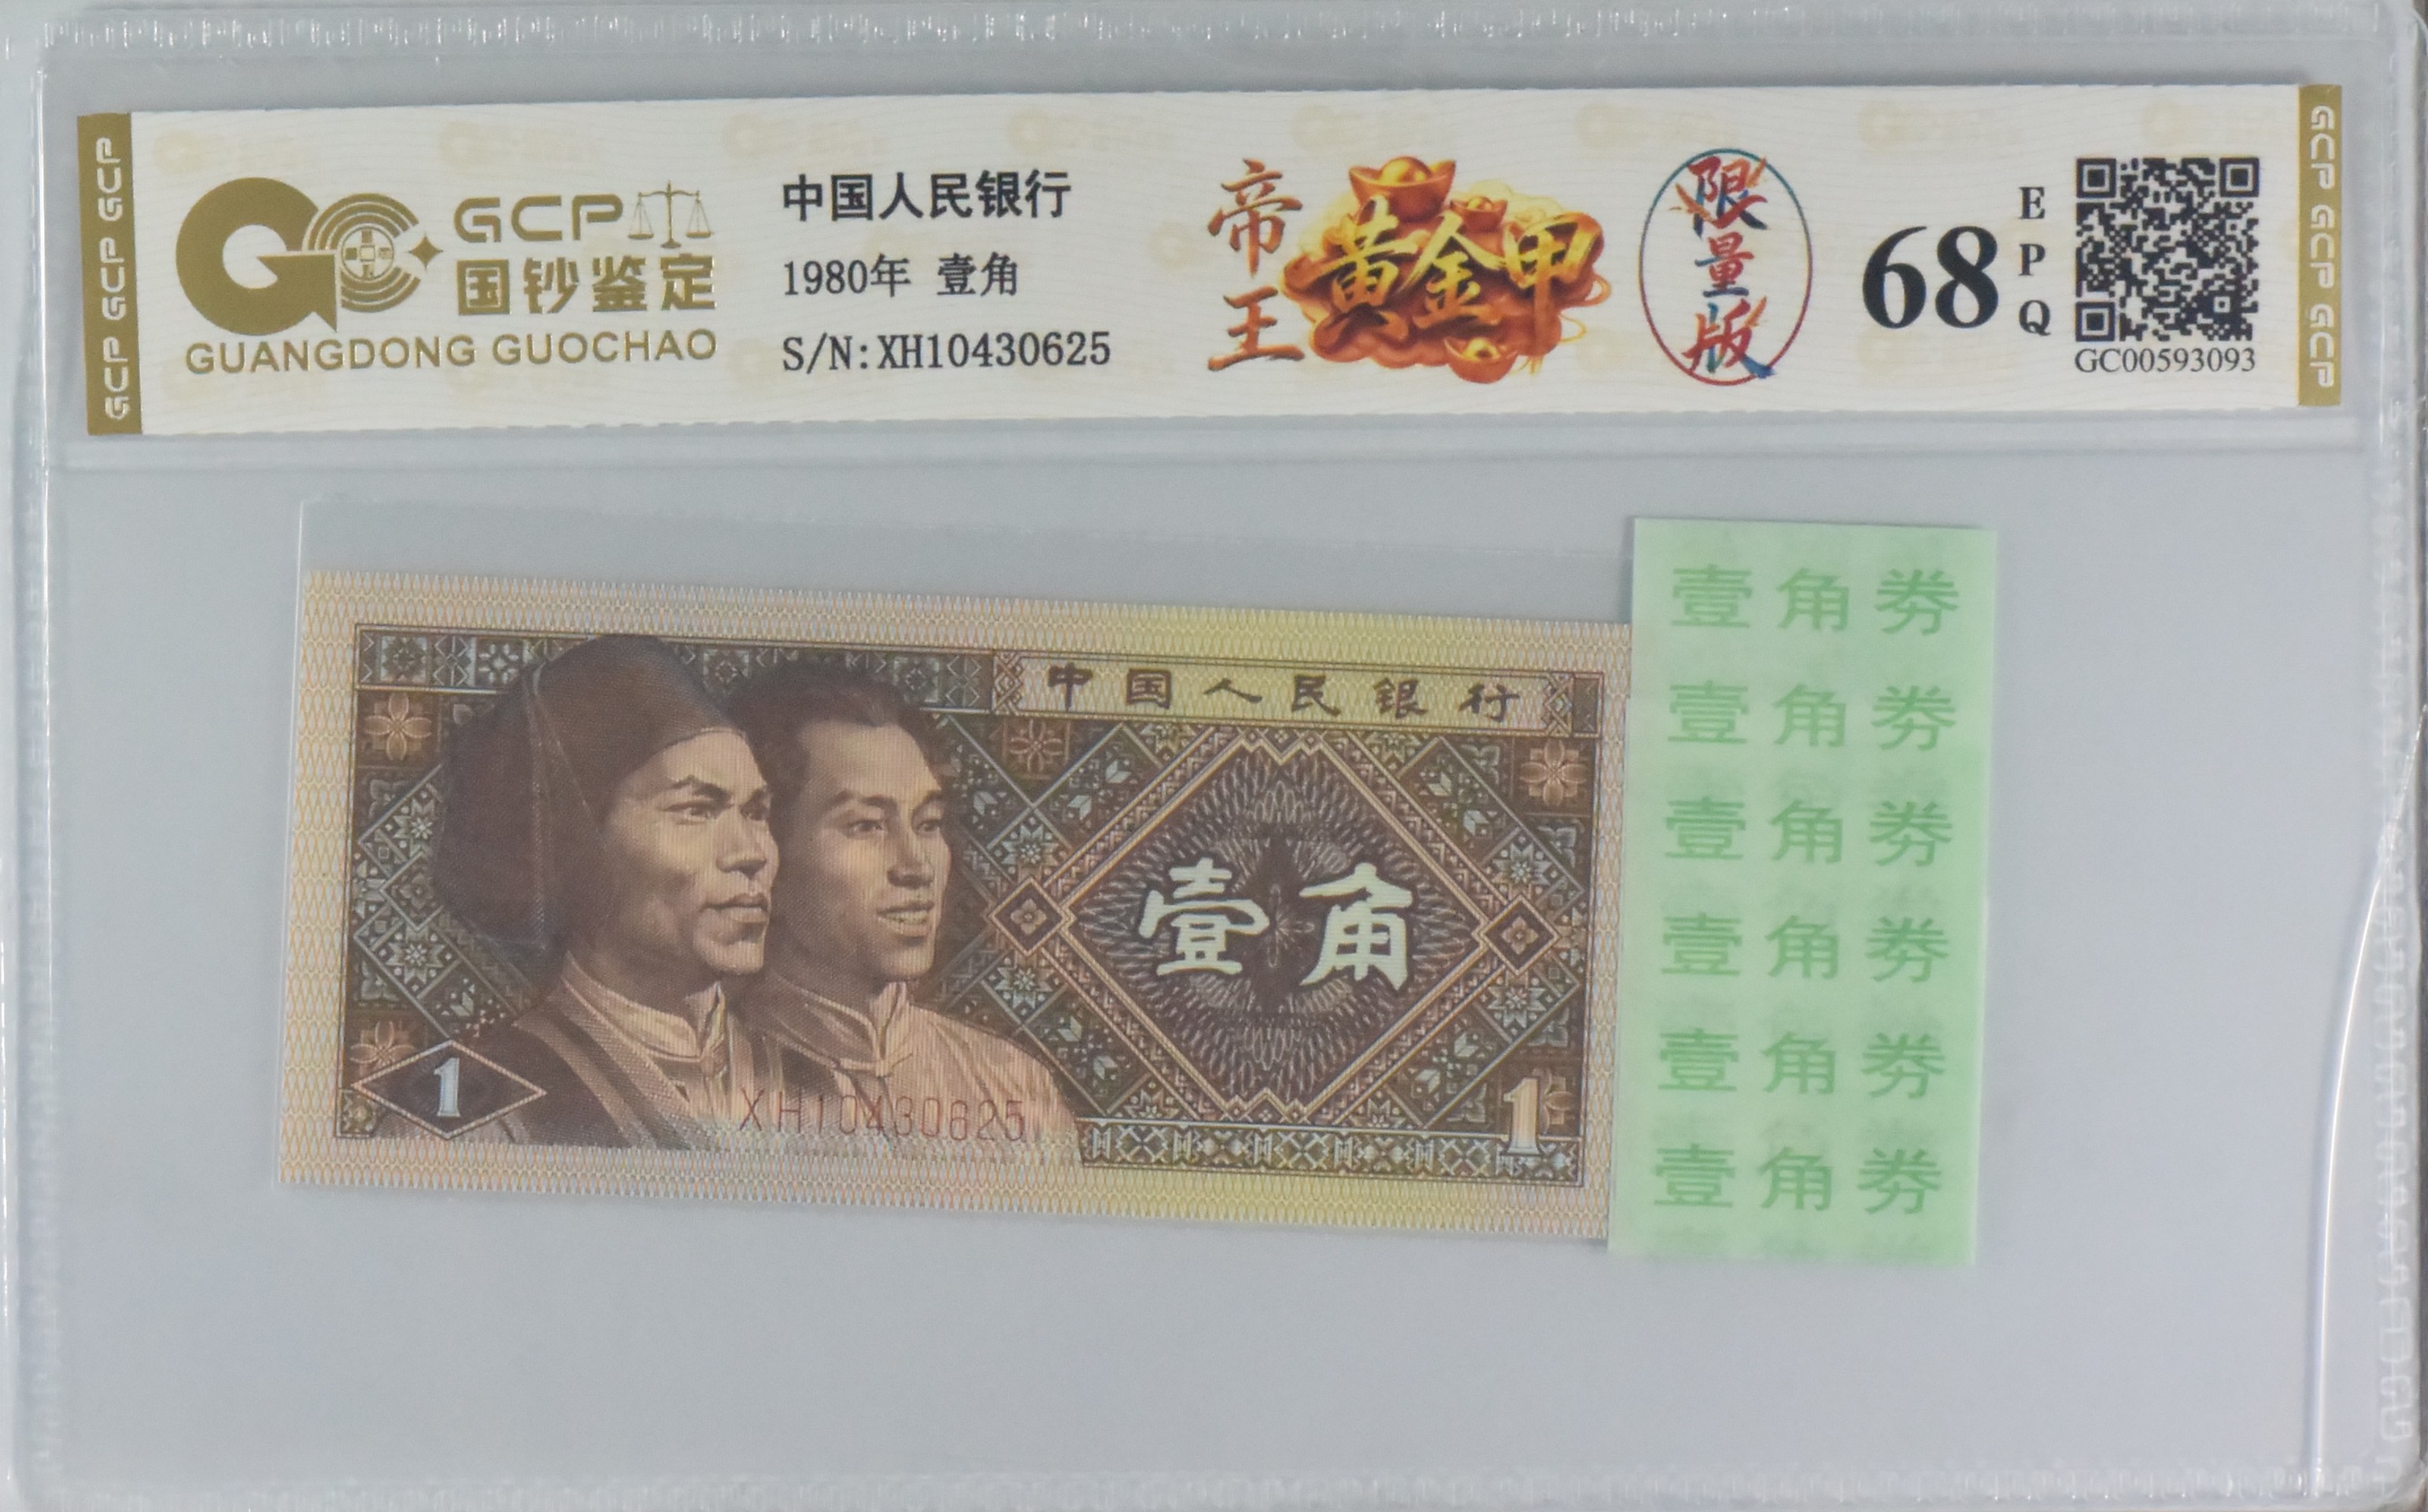 GCP GCP GCP
GCP
国钞鉴定
GUANGDONG GUOCHAO
中国人民银行
1980年 壹角
S/N:XH10430625
帝王
黄金甲
限量版
68
EPQ
GC00593093
GCP GCP GCP
中国人民银行
壹角
1
XH10430625
1
壹角券
壹角券
壹角券
壹角券
壹角券
壹角券